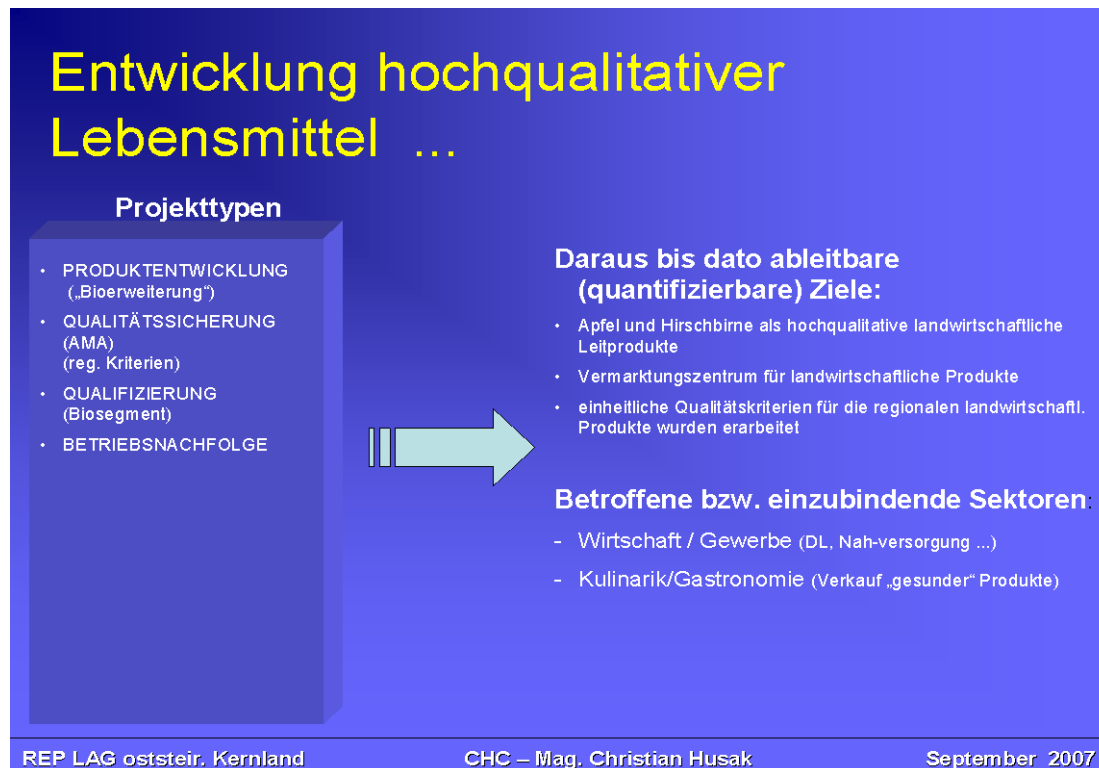 Entwicklung hochqualitativer
Lebensmittel ...
Projekttypen
• PRODUKTENTWICKLUNG
(„Bioerweiterung“)
• QUALITÄTSSICHERUNG
(AMA)
(reg. Kriterien)
• QUALIFIZIERUNG
(Biosegment)
• BETRIEBSNACHFOLGE
Daraus bis dato ableitbare
(quantifizierbare) Ziele:
• Apfel und Hirschbirne als hochqualitative landwirtschaftliche
Leitprodukte
• Vermarktungszentrum für landwirtschaftliche Produkte
• einheitliche Qualitätskriterien für die regionalen landwirtschaftl.
Produkte wurden erarbeitet
Betroffene bzw. einzubindende Sektoren:
- Wirtschaft / Gewerbe (DL, Nah-versorgung ...)
- Kulinarik/Gastronomie (Verkauf „gesunder“ Produkte)
REP LAG oststeir. Kernland CHC – Mag. Christian Husak September 2007